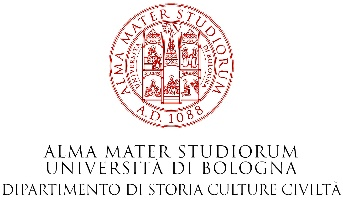 ALMA MATER STUDIORUM
A.D. 1088
ALMA MATER STUDIORUM
UNIVERSITÀ DI BOLOGNA
DIPARTIMENTO DI STORIA CULTURE CIVILTÀ